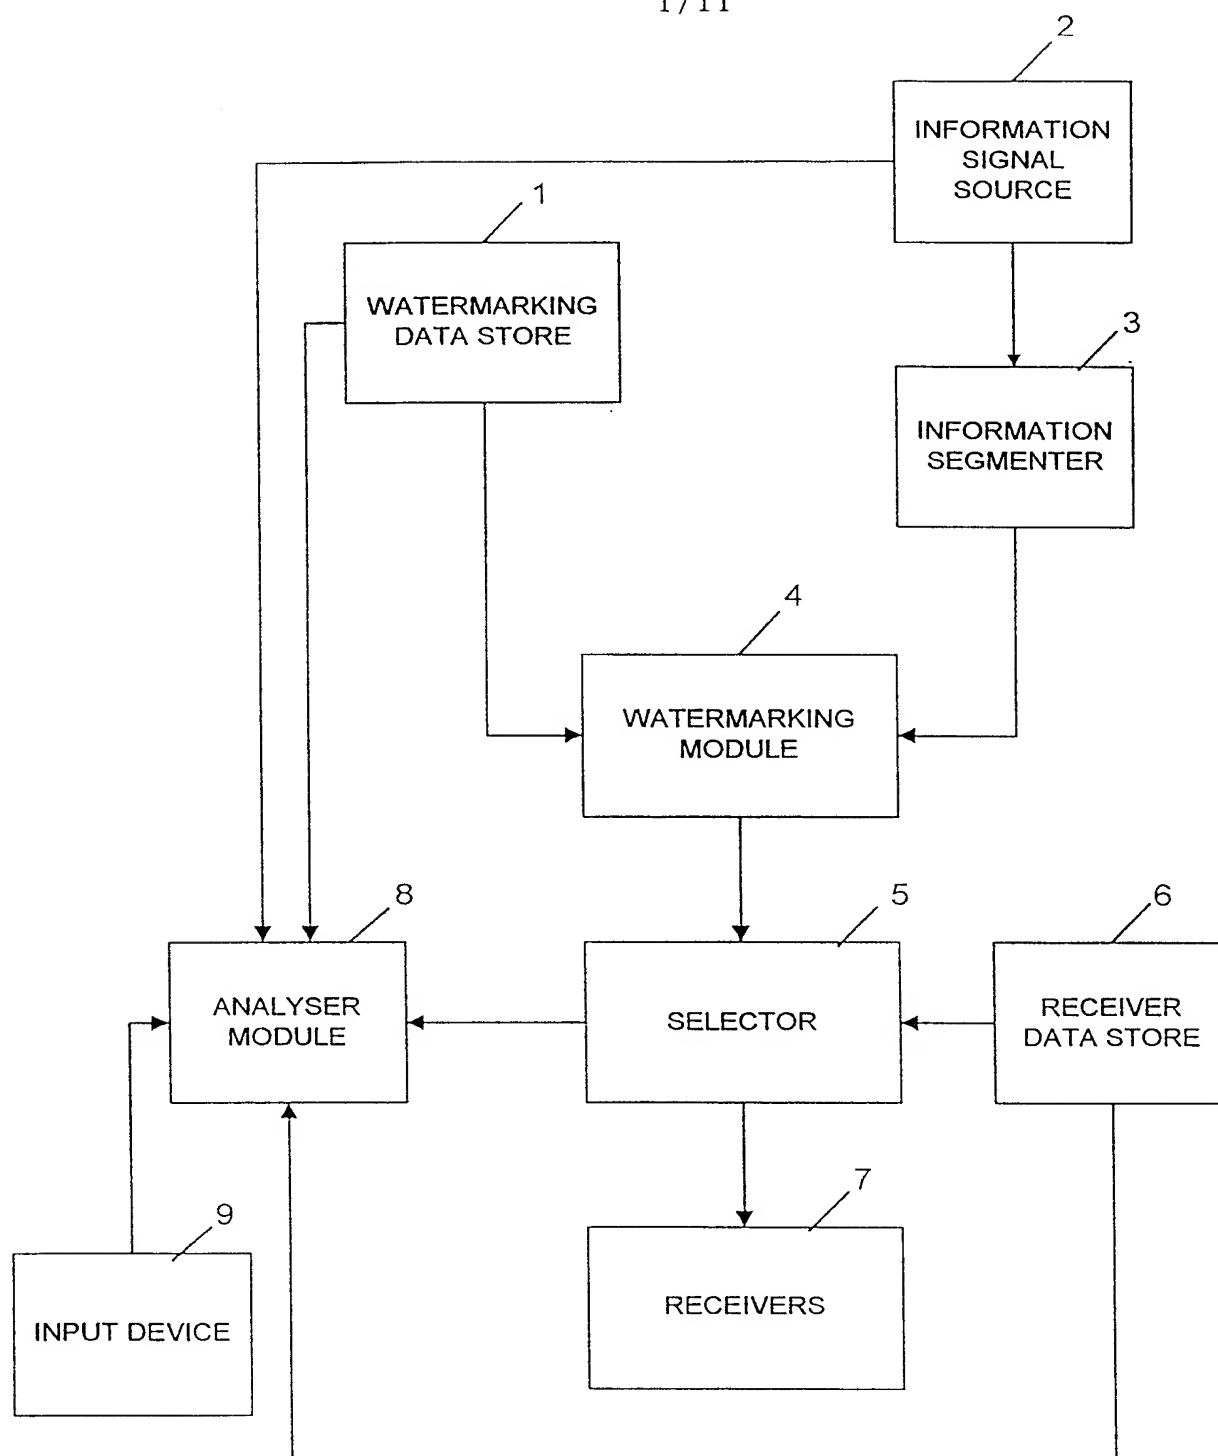 1/11
2
INFORMATION
SIGNAL
SOURCE
1
WATERMARKING
DATA STORE
3
INFORMATION
SEGMENTER
4
WATERMARKING
MODULE
8
ANALYSER
MODULE
5
SELECTOR
6
RECEIVER
DATA STORE
7
RECEIVERS
9
INPUT DEVICE